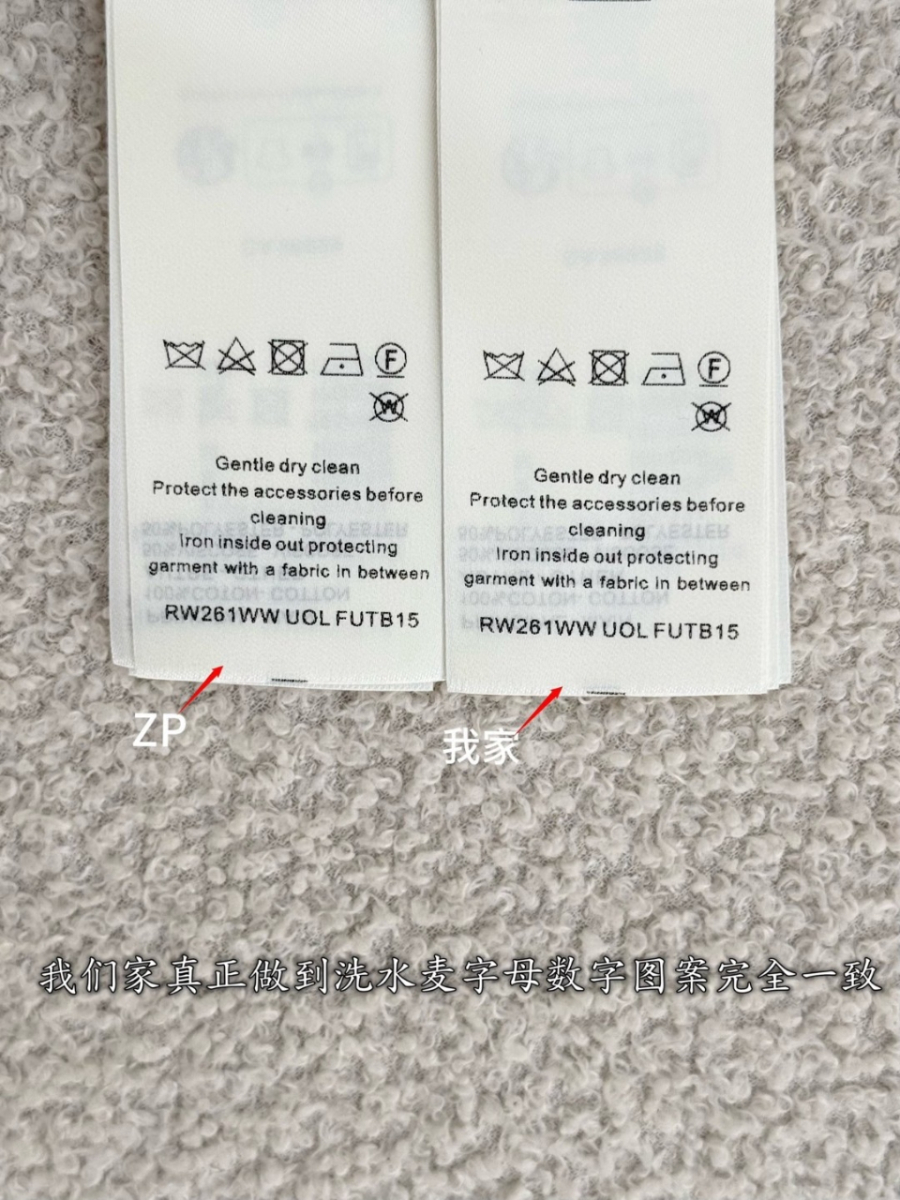 F
W
Gentle dry clean
Protect the accessories before
cleaning
Iron inside out protecting
garment with a fabric in between
RW261WW UOL FUTB15
ZP
F
W
Gentle dry clean
Protect the accessories before
cleaning
Iron inside out protecting
garment with a fabric in between
RW261WW UOL FUTB15
我家
我们家真正做到洗水麦字母数字图案完全一致